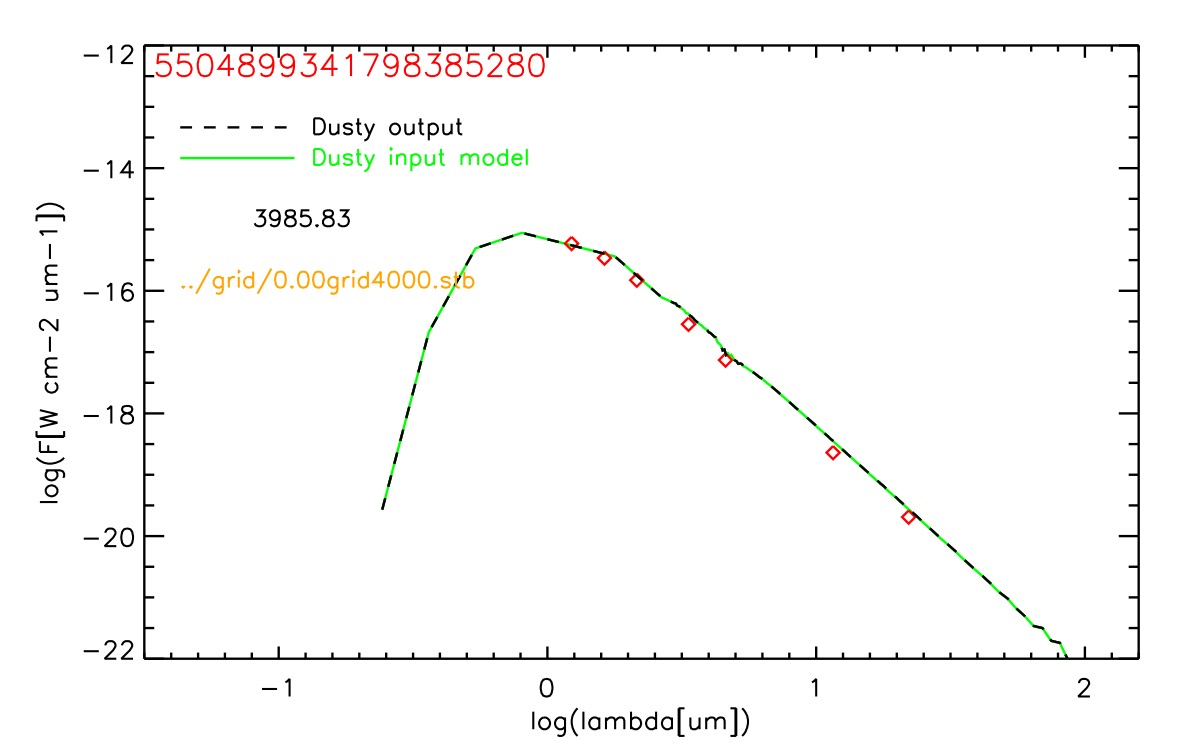 5504899341798385280
Dusty output
Dusty input model
3985.83
../grid/0.00grid4000.stb
log(F[W cm−2 um−1])
−12
−14
−16
−18
−20
−22
−1 0 1 2
log(lambda[um])